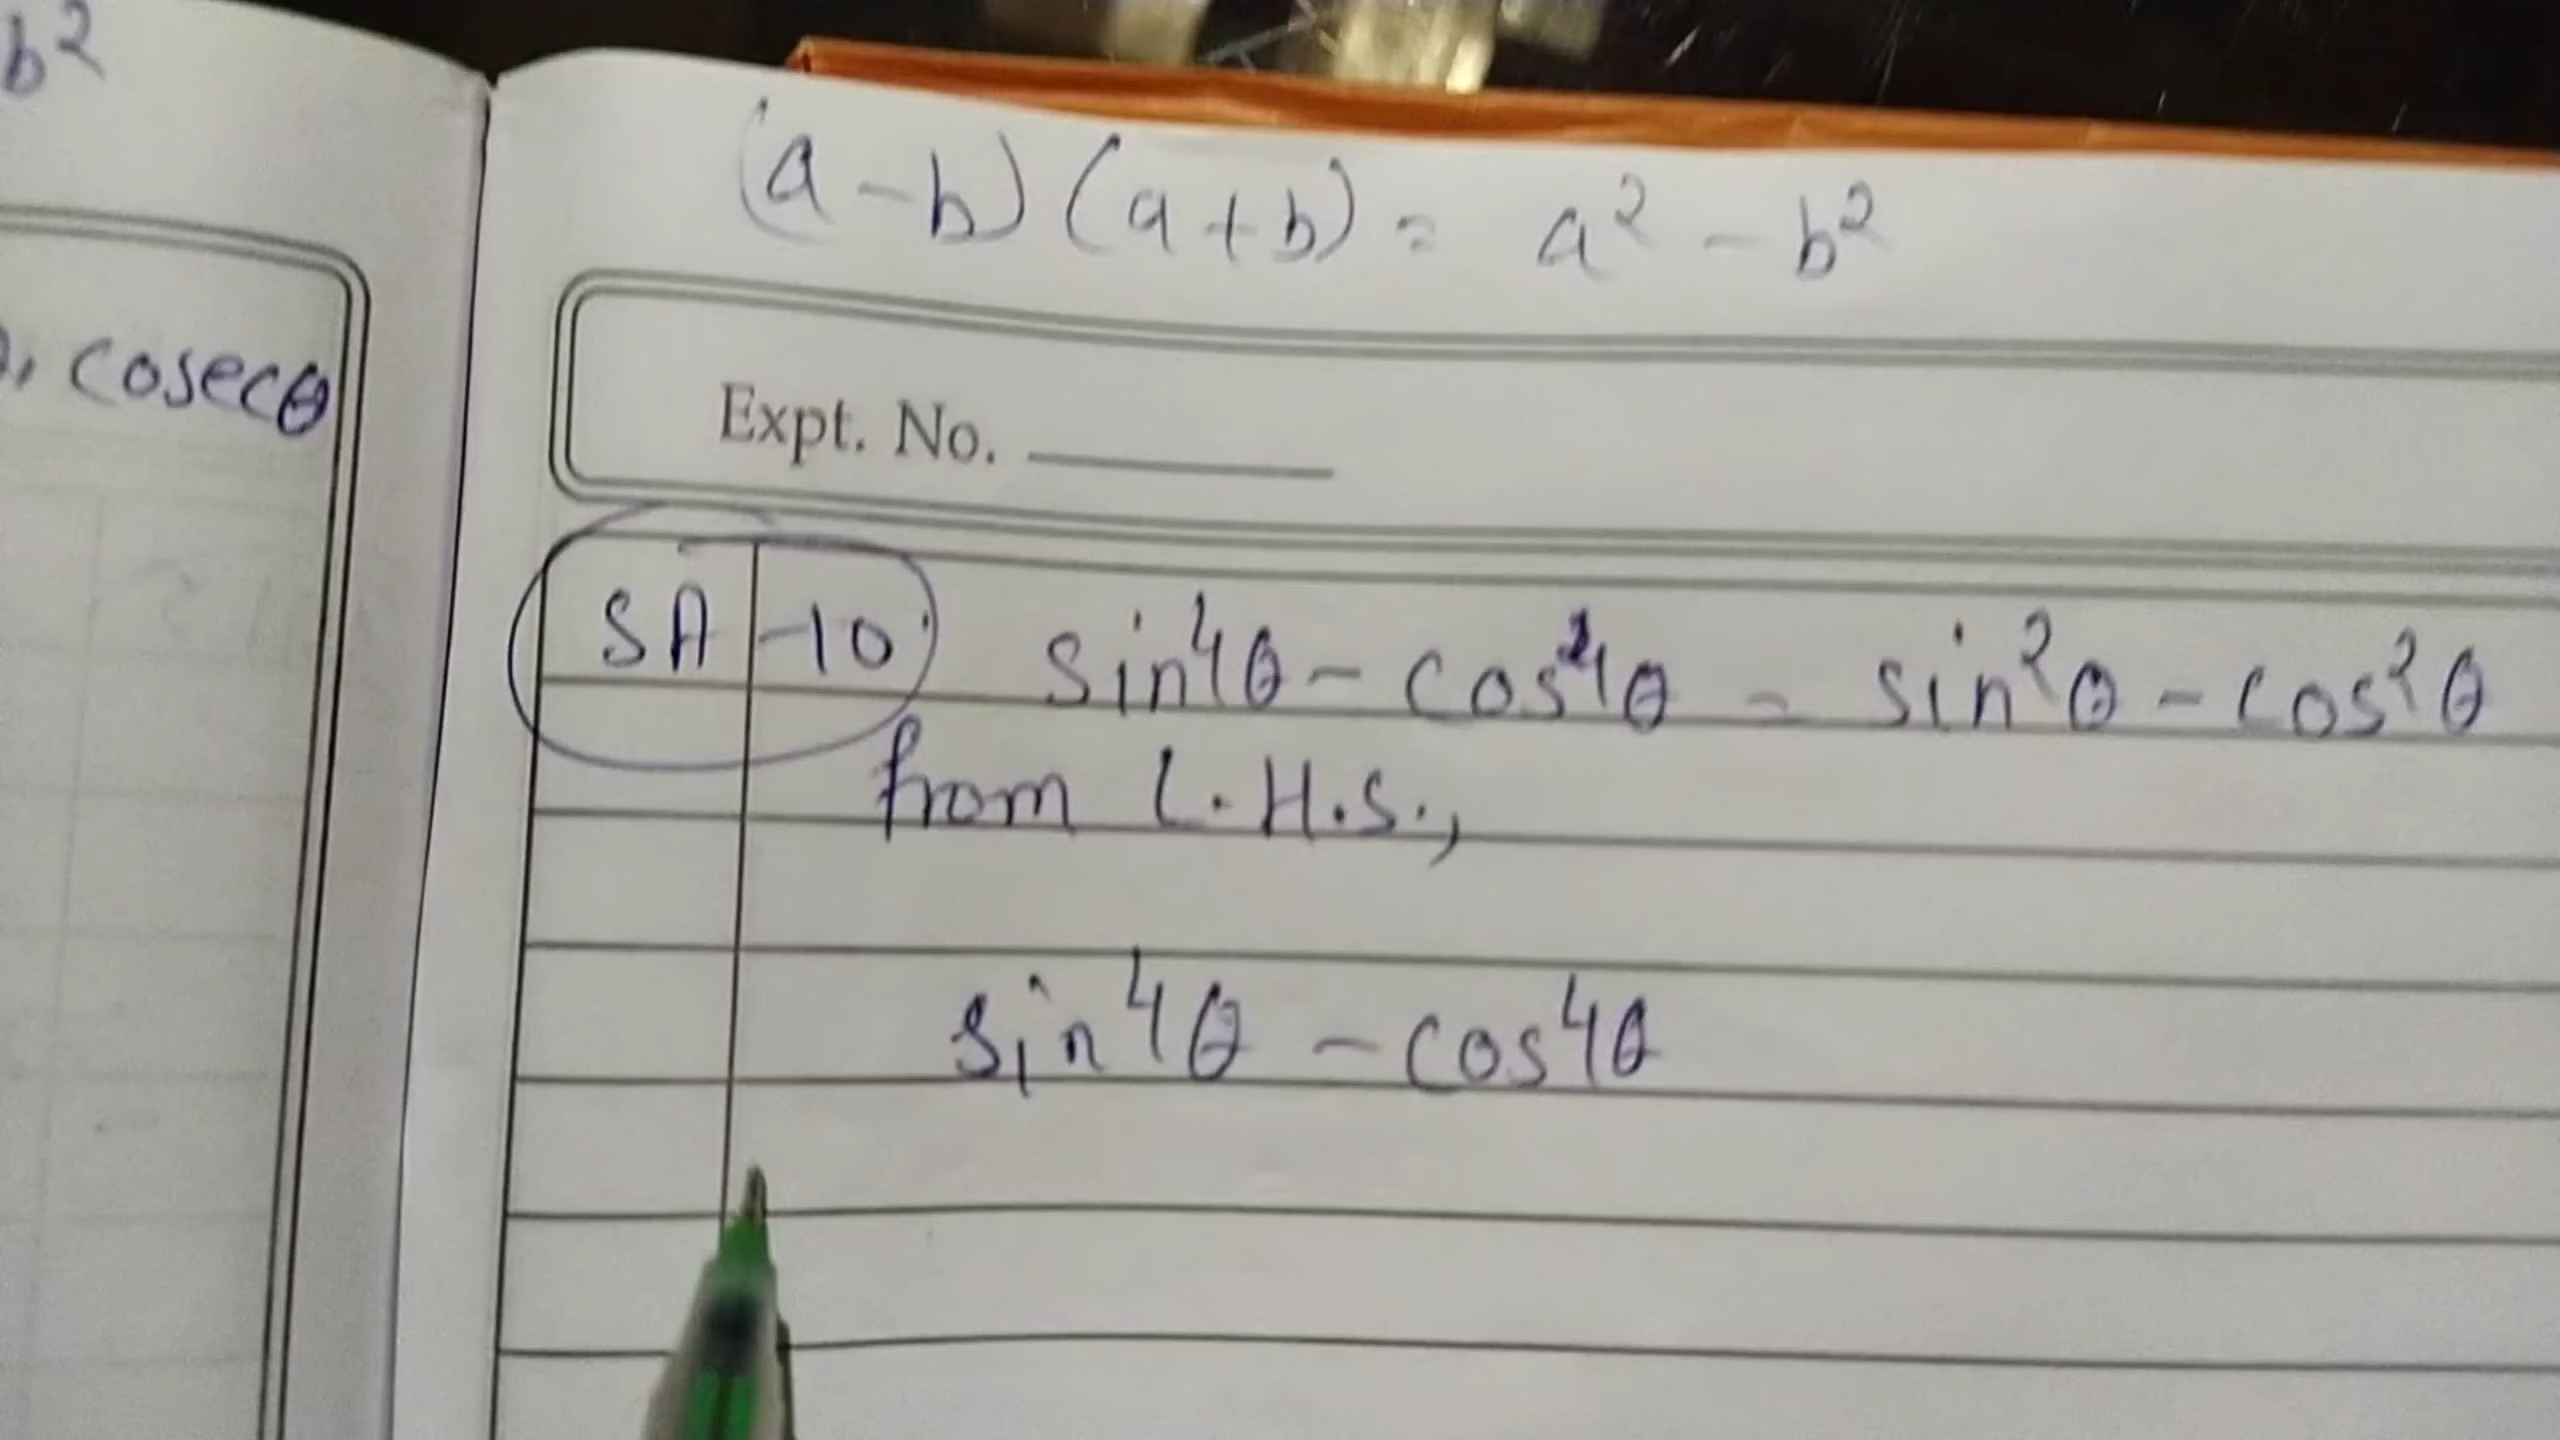 b²
, cosecθ
(a-b)(a+b) = a² - b²
Expt. No.
SA-10 sin⁴θ - cos⁴θ = sin²θ - cos²θ
from L.H.S.,
sin⁴θ - cos⁴θ